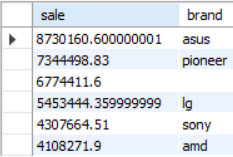 sale brand
8730160.600000001 asus
7344498.83 pioneer
6774411.6
5453444.359999999 lg
4307664.51 sony
4108271.9 amd